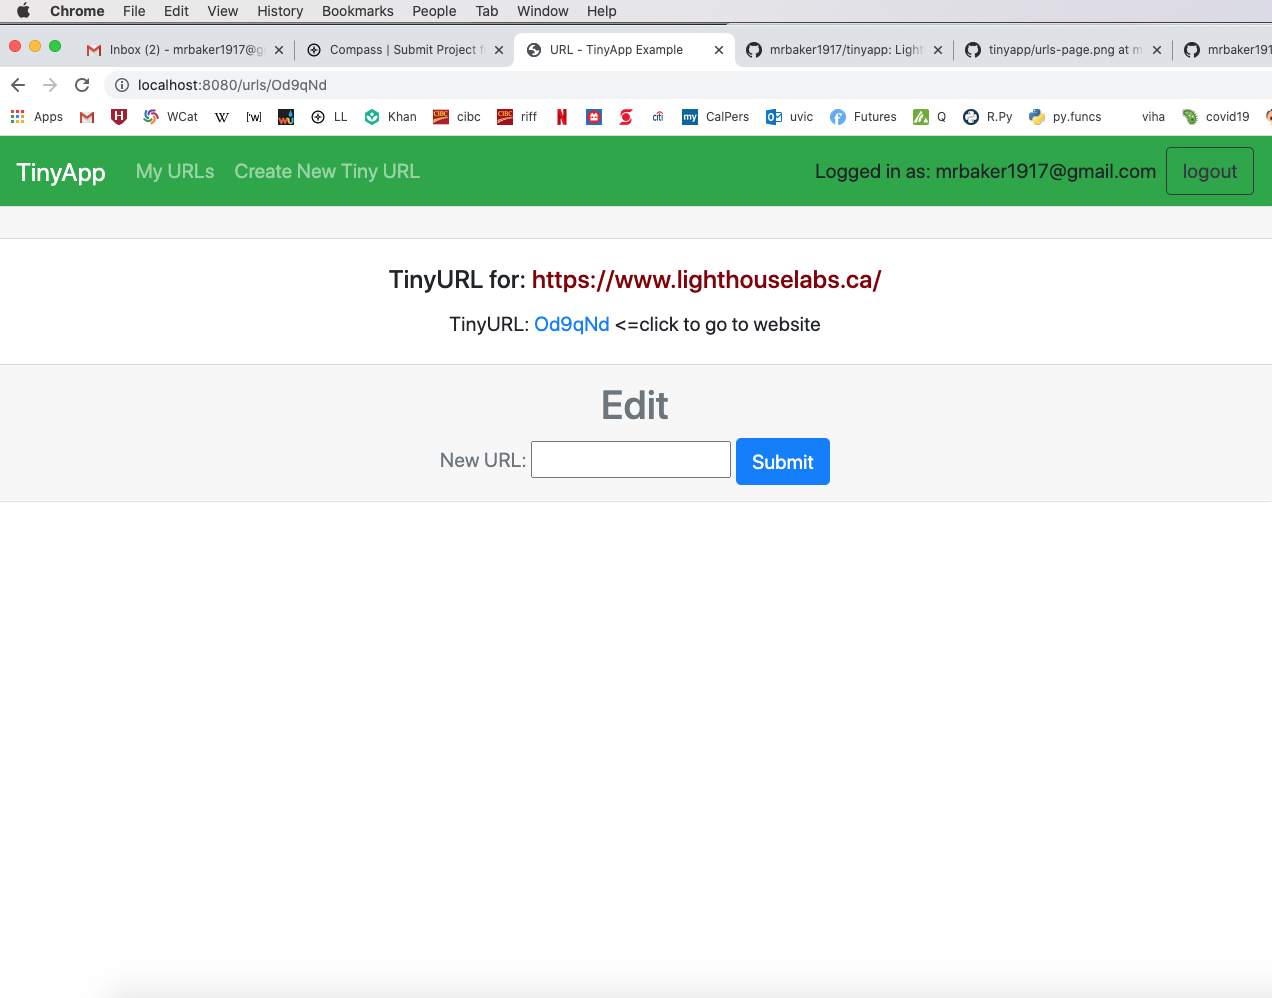 Chrome File Edit View History Bookmarks People Tab Window Help
Inbox (2) - mrbaker1917@g Compass | Submit Project f URL - TinyApp Example mrbaker1917/tinyapp: Light tinyapp/urls-page.png at m mrbaker191
localhost:8080/urls/Od9qNd
Apps WCat W [w] LL Khan CIBC cibc CIBC riff N citi my CalPers uvic Futures Q R.Py py.funcs viha covid19
TinyApp My URLs Create New Tiny URL Logged in as: mrbaker1917@gmail.com logout
TinyURL for: https://www.lighthouselabs.ca/
TinyURL: Od9qNd <=click to go to website
Edit
New URL: Submit